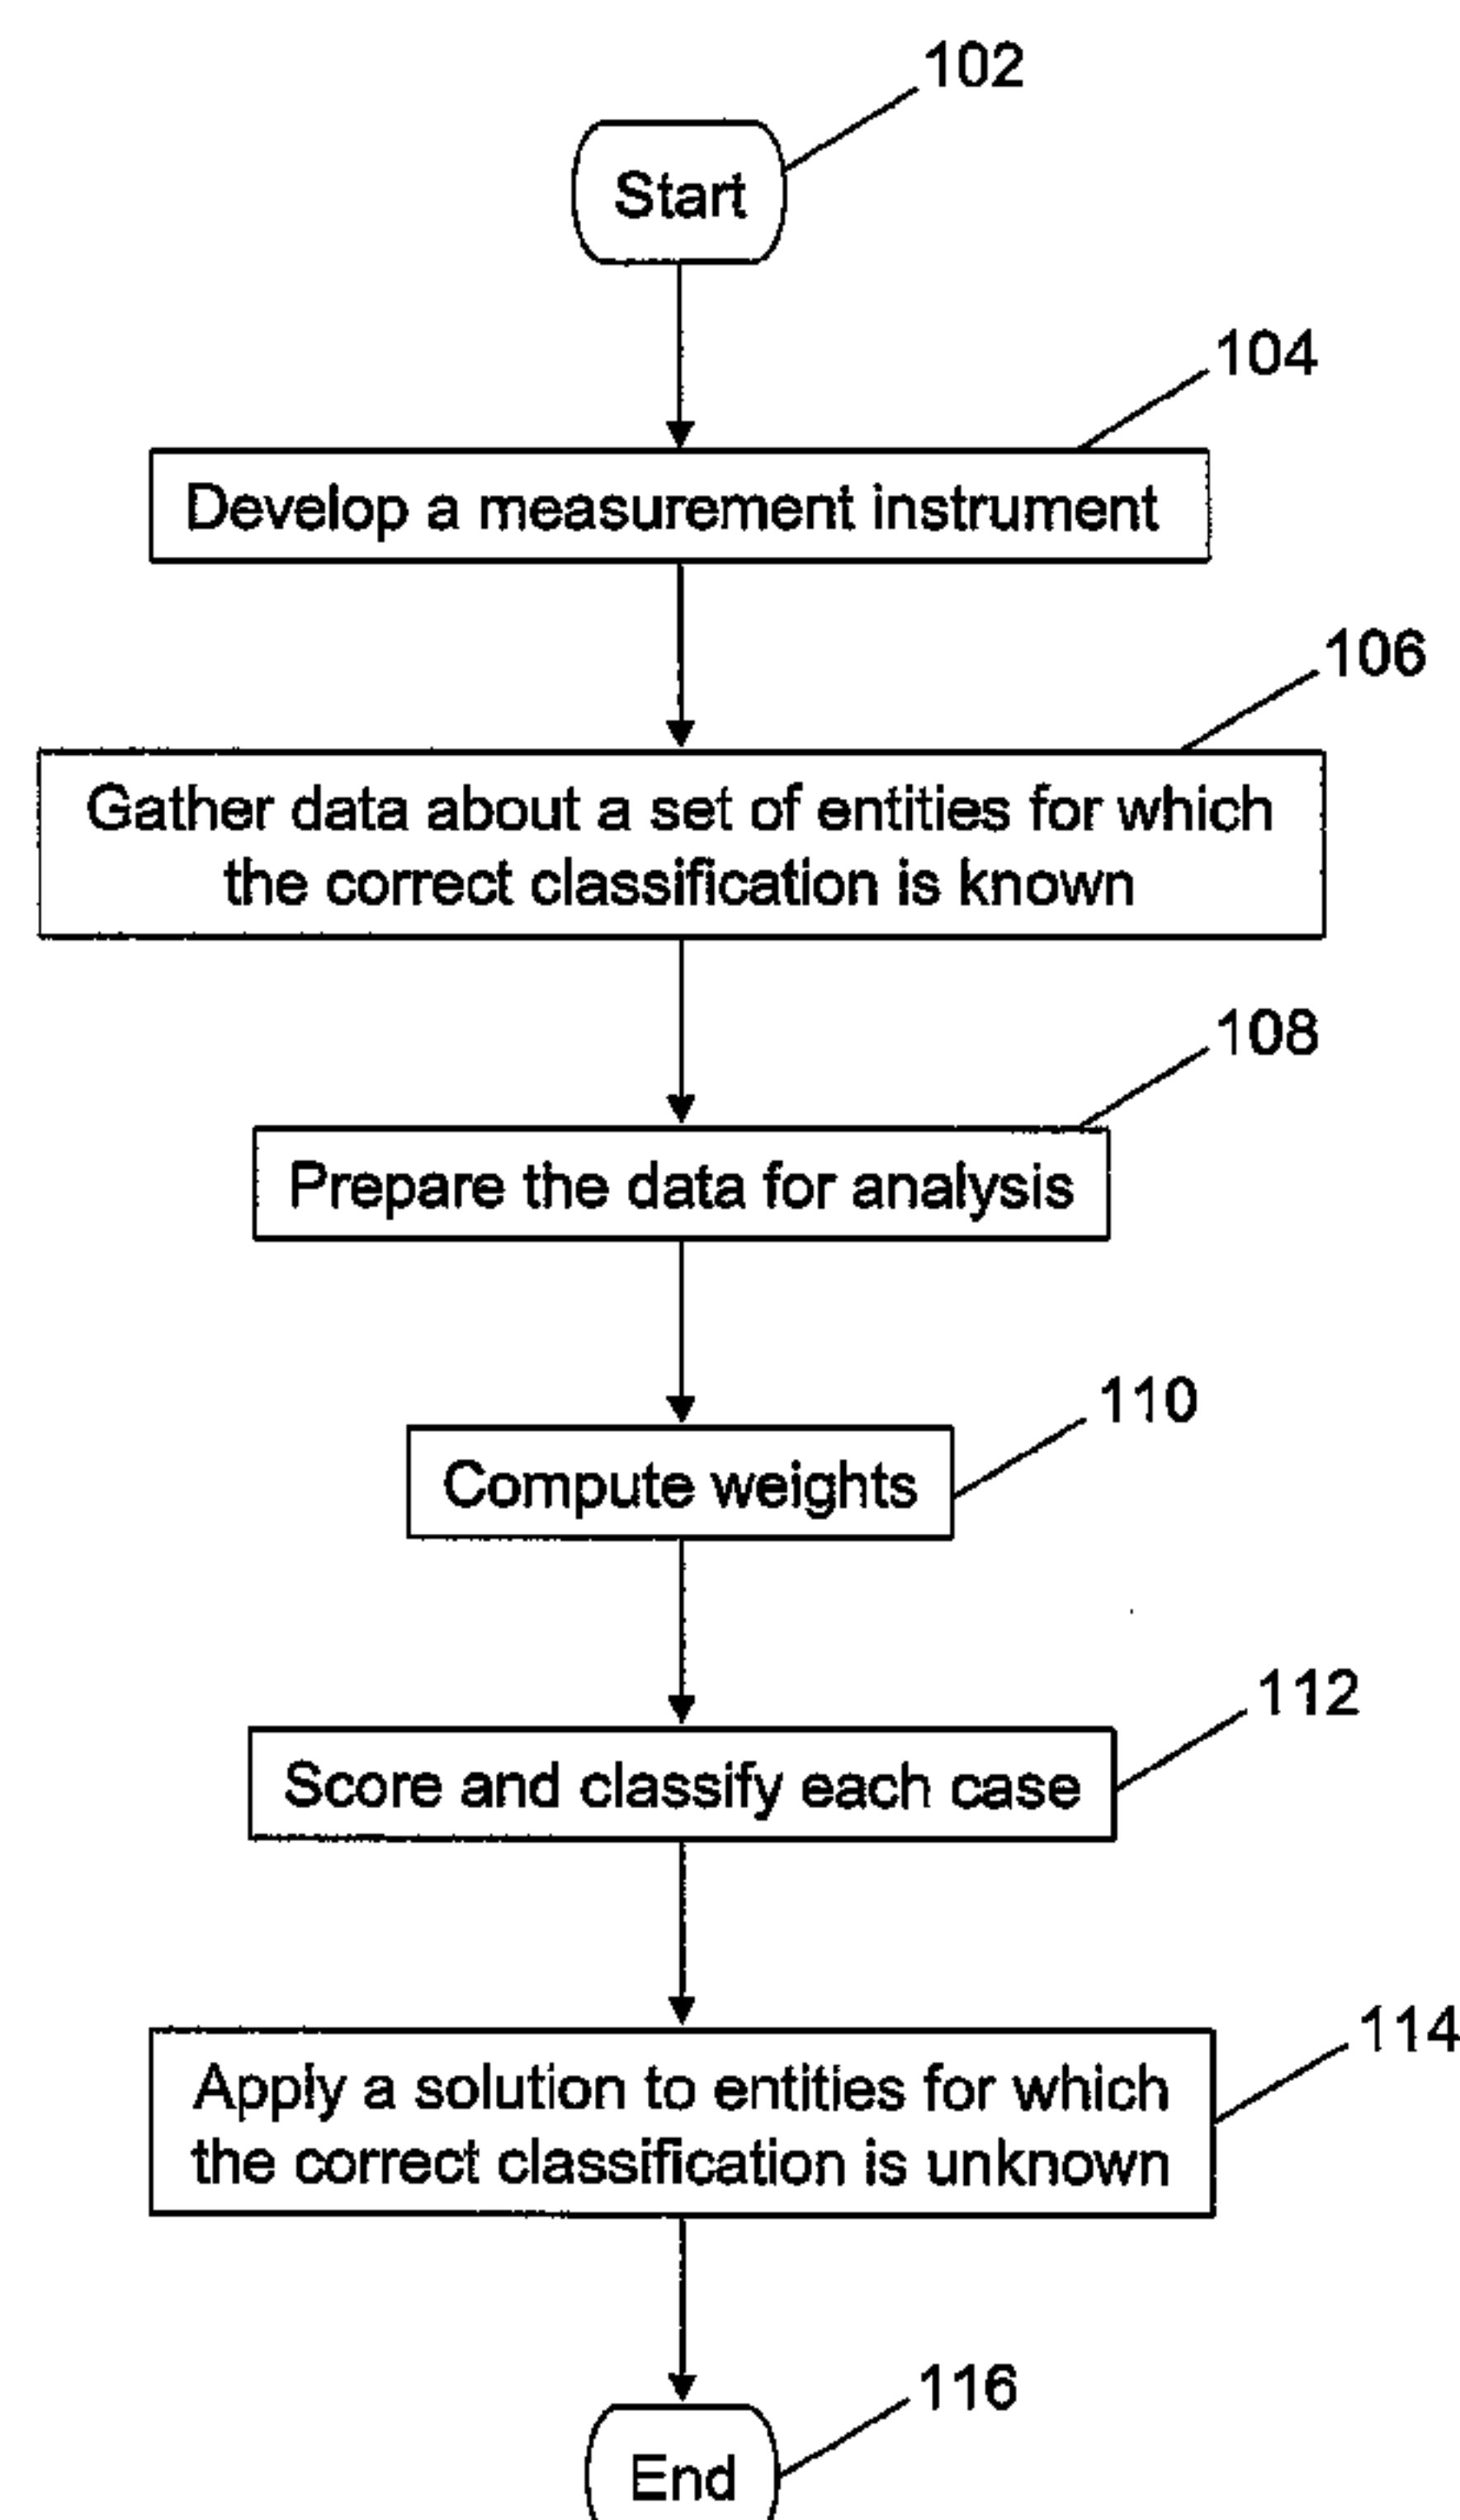 102
Start
104
Develop a measurement instrument
106
Gather data about a set of entities for which
the correct classification is known
108
Prepare the data for analysis
110
Compute weights
112
Score and classify each case
114
Apply a solution to entities for which
the correct classification is unknown
116
End